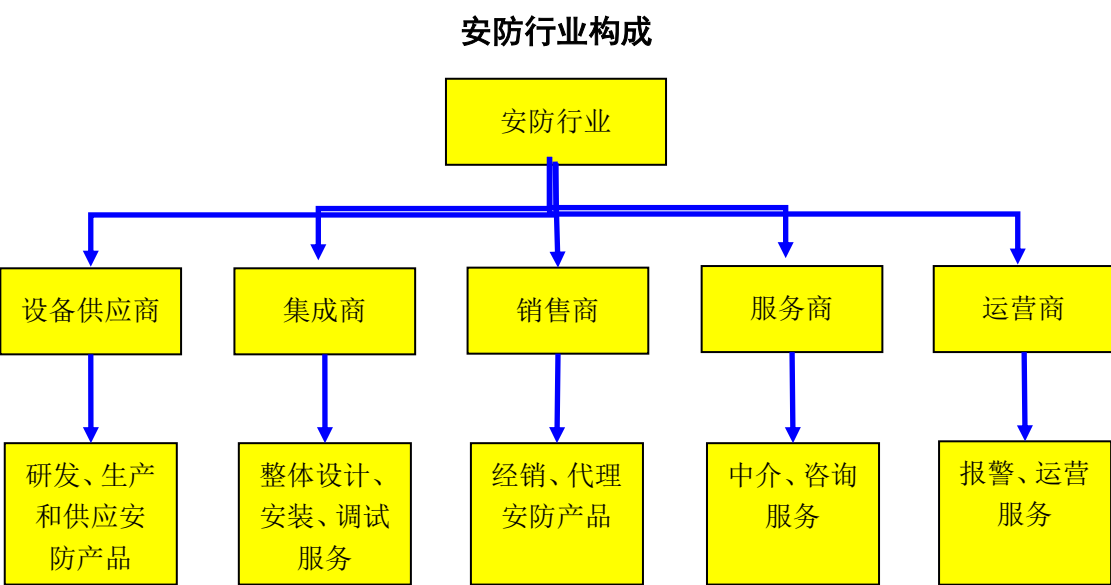 安防行业构成
安防行业
设备供应商
集成商
销售商
服务商
运营商
研发、生产
和供应安
防产品
整体设计、
安装、调试
服务
经销、代理
安防产品
中介、咨询
服务
报警、运营
服务